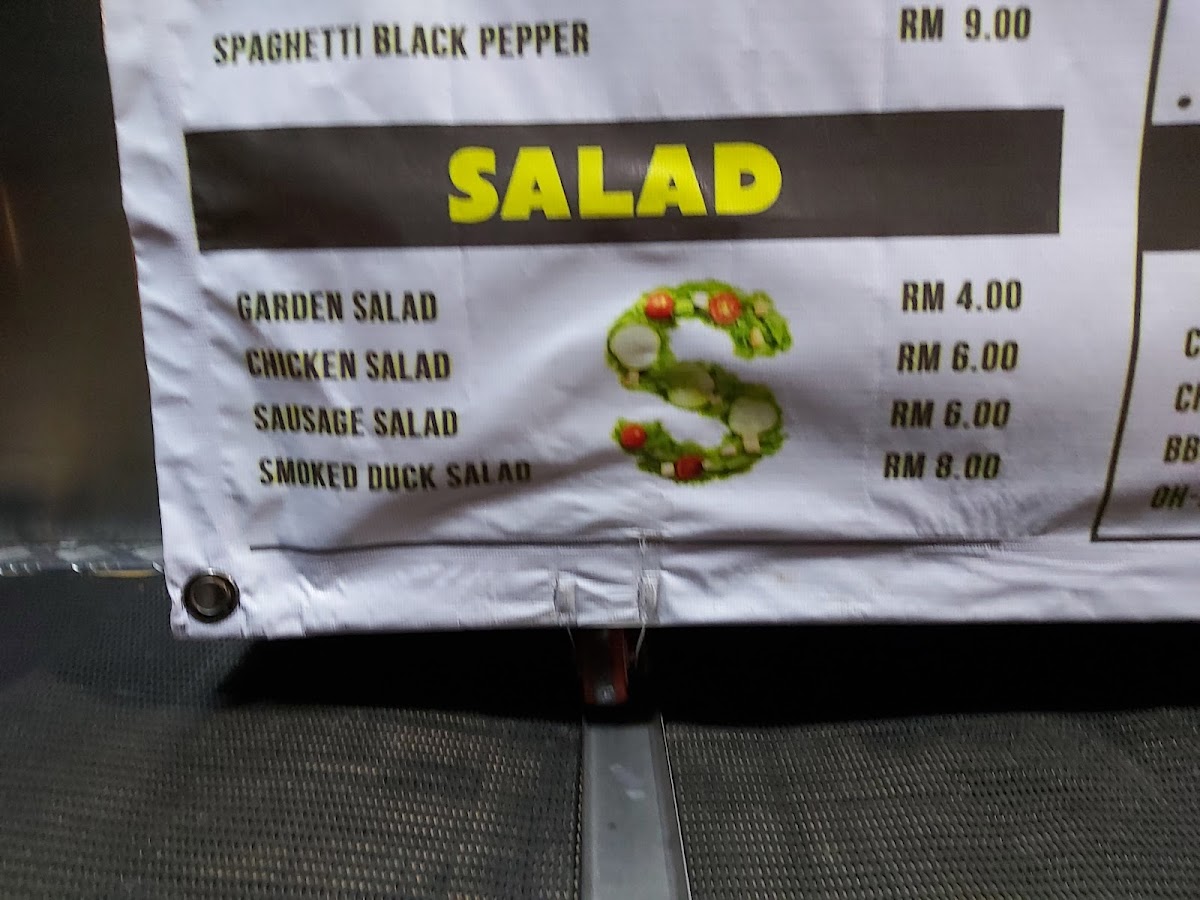 SPAGHETTI BLACK PEPPER RM 9.00
SALAD
GARDEN SALAD RM 4.00
CHICKEN SALAD RM 6.00
SAUSAGE SALAD RM 6.00
SMOKED DUCK SALAD RM 8.00